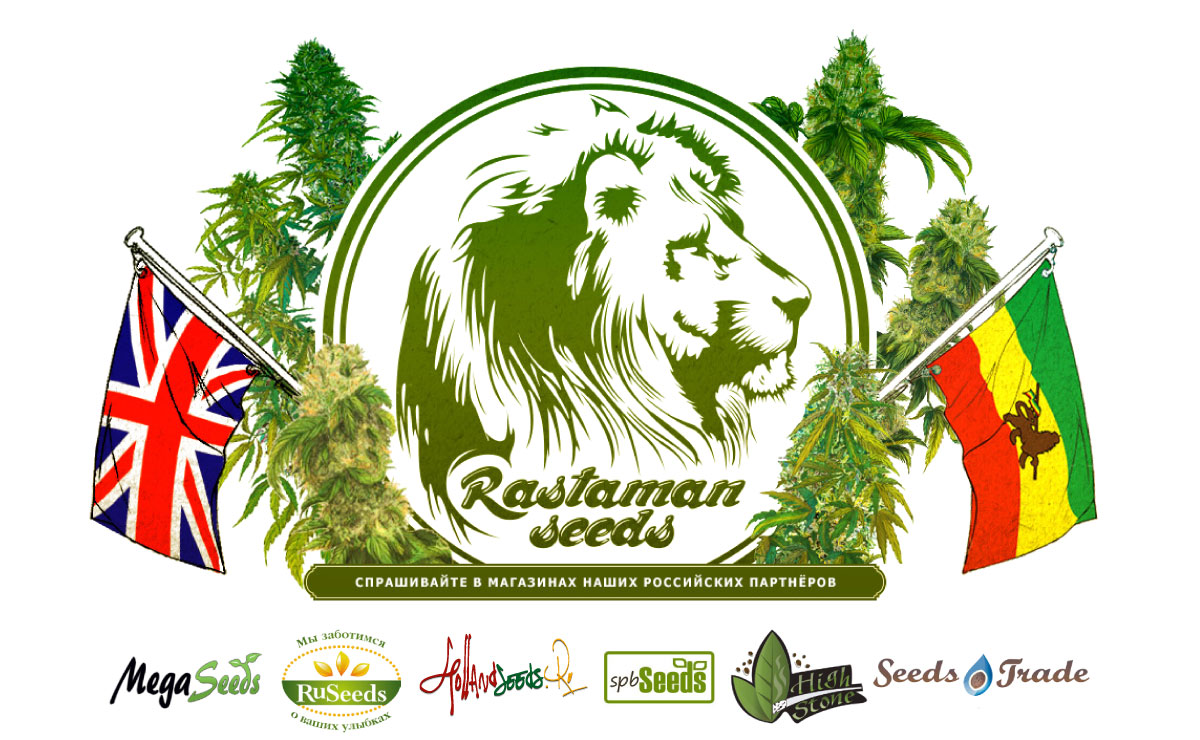 Rastaman
seeds
СПРАШИВАЙТЕ В МАГАЗИНАХ НАШИХ РОССИЙСКИХ ПАРТНЁРОВ
MegaSeeds
Мы заботимся
RuSeeds
о ваших улыбках
HollandSeeds.Ru
spbSeeds
High
Stone
Seeds Trade